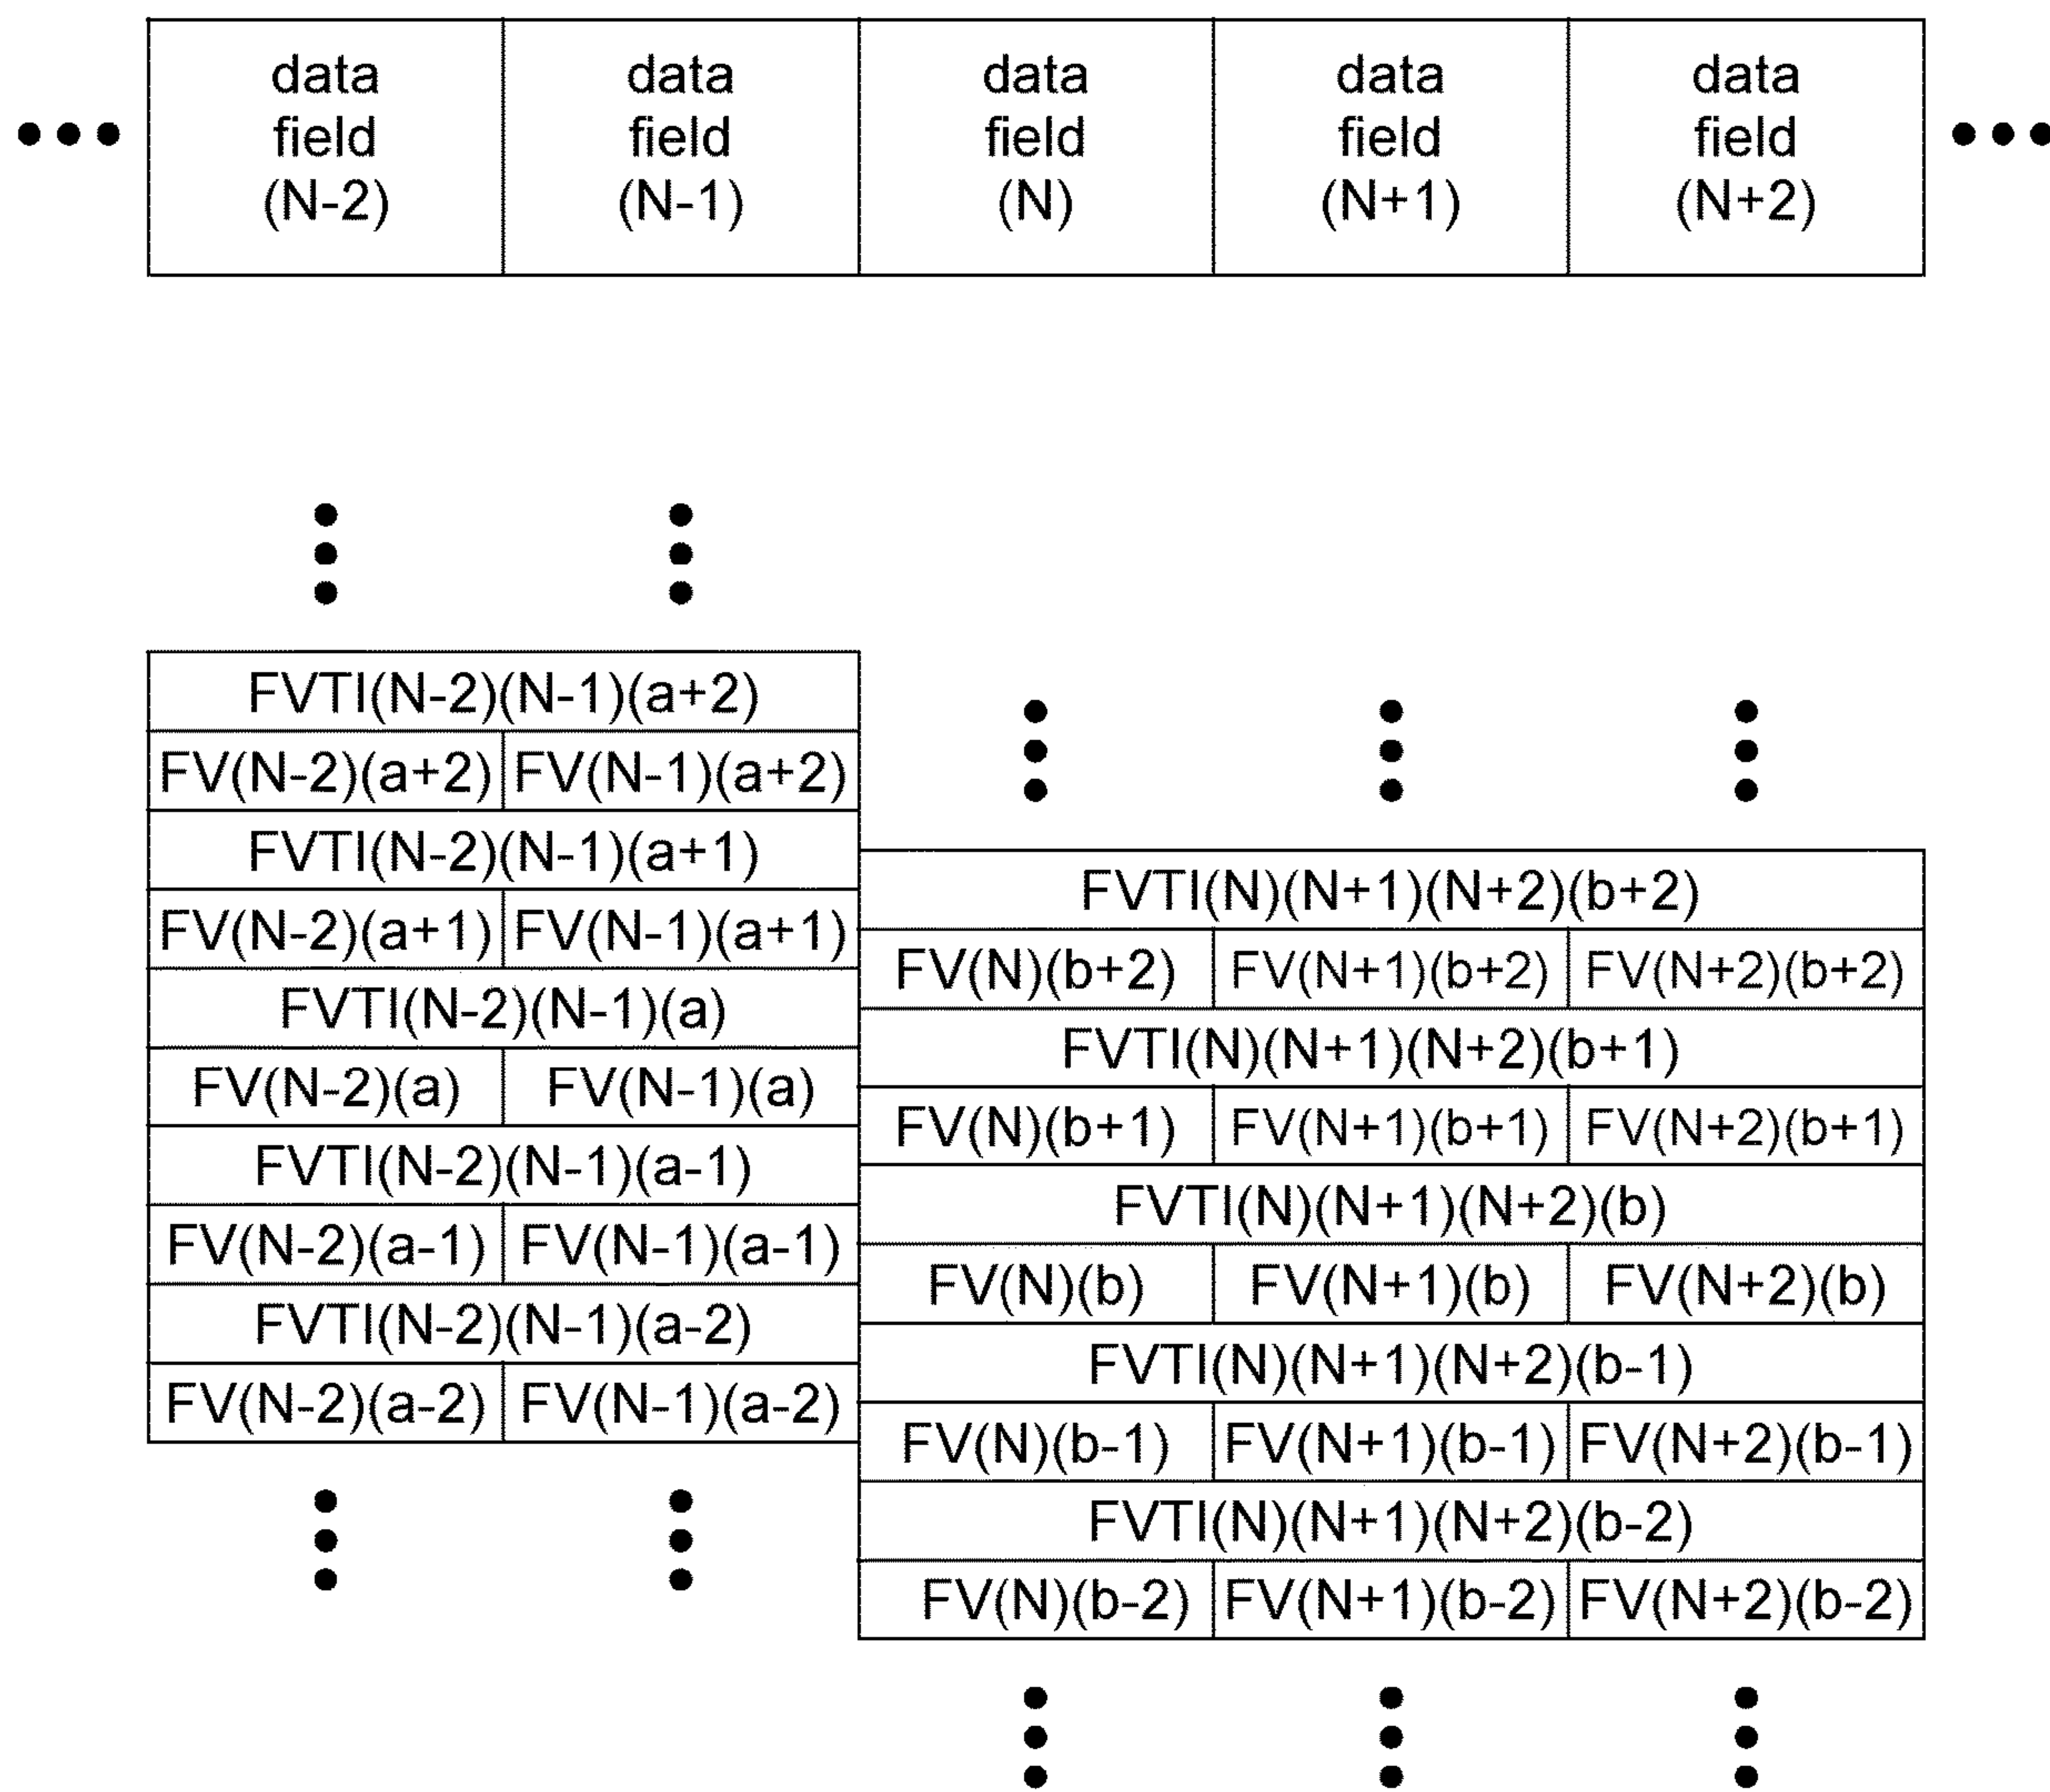 data data data data data
field field field field field
(N-2) (N-1) (N) (N+1) (N+2)
FVTI(N-2)(N-1)(a+2)
FV(N-2)(a+2) FV(N-1)(a+2)
FVTI(N-2)(N-1)(a+1)
FV(N-2)(a+1) FV(N-1)(a+1)
FVTI(N-2)(N-1)(a)
FV(N-2)(a) FV(N-1)(a)
FVTI(N-2)(N-1)(a-1)
FV(N-2)(a-1) FV(N-1)(a-1)
FVTI(N-2)(N-1)(a-2)
FV(N-2)(a-2) FV(N-1)(a-2)
FVTI(N)(N+1)(N+2)(b+2)
FV(N)(b+2) FV(N+1)(b+2) FV(N+2)(b+2)
FVTI(N)(N+1)(N+2)(b+1)
FV(N)(b+1) FV(N+1)(b+1) FV(N+2)(b+1)
FVTI(N)(N+1)(N+2)(b)
FV(N)(b) FV(N+1)(b) FV(N+2)(b)
FVTI(N)(N+1)(N+2)(b-1)
FV(N)(b-1) FV(N+1)(b-1) FV(N+2)(b-1)
FVTI(N)(N+1)(N+2)(b-2)
FV(N)(b-2) FV(N+1)(b-2) FV(N+2)(b-2)